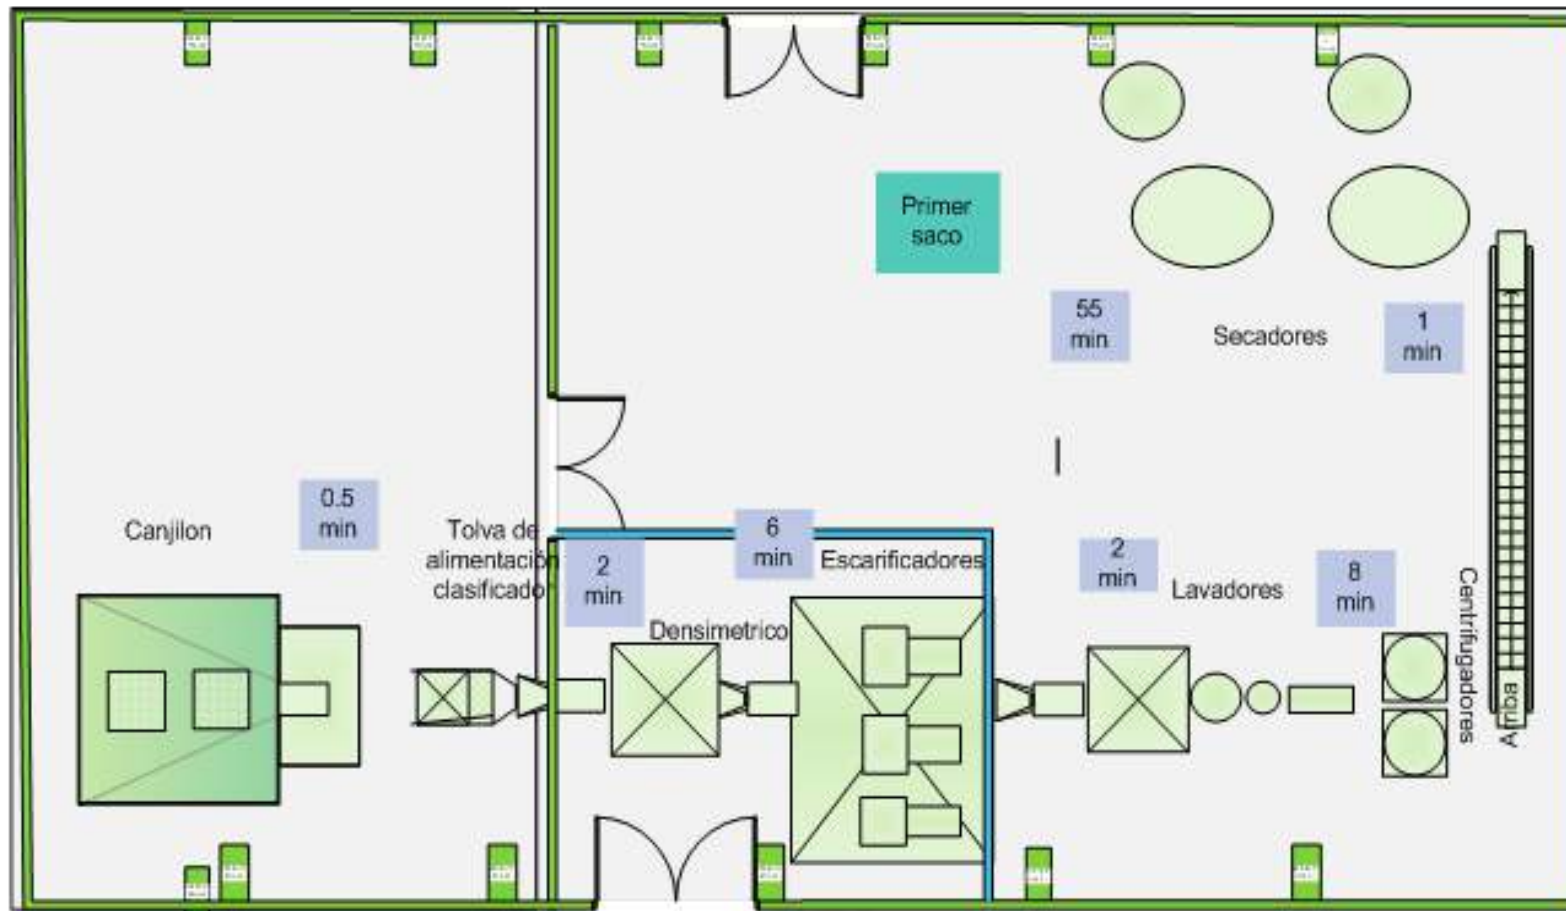 Primer
saco
55
min
Secadores
1
min
0.5
min
Canjilon
Tolva de
alimentación
clasificado
2
min
6
min
Escarificadores
Densimetrico
2
min
Lavadores
8
min
Centrifugadores
Arriba